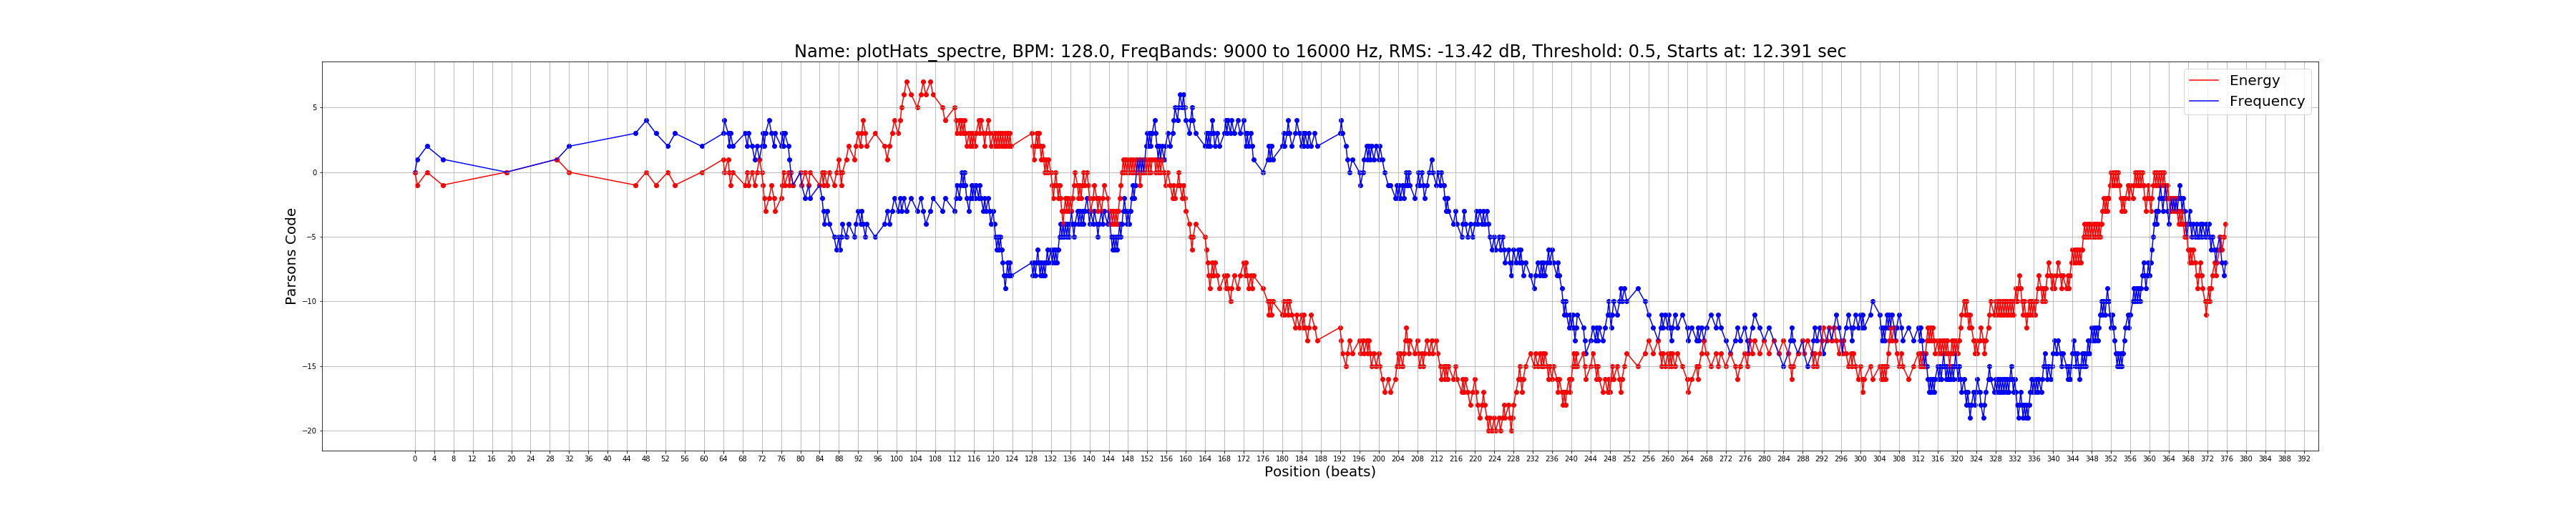 Name: plotHats_spectre, BPM: 128.0, FreqBands: 9000 to 16000 Hz, RMS: -13.42 dB, Threshold: 0.5, Starts at: 12.391 sec
Energy
Frequency
Parsons Code
5
0
−5
−10
−15
−20
0 4 8 12 16 20 24 28 32 36 40 44 48 52 56 60 64 68 72 76 80 84 88 92 96 100 104 108 112 116 120 124 128 132 136 140 144 148 152 156 160 164 168 172 176 180 184 188 192 196 200 204 208 212 216 220 224 228 232 236 240 244 248 252 256 260 264 268 272 276 280 284 288 292 296 300 304 308 312 316 320 324 328 332 336 340 344 348 352 356 360 364 368 372 376 380 384 388 392
Position (beats)